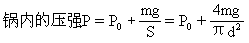 锅内的压强P = P₀ + mg/S = P₀ + 4mg/πd²